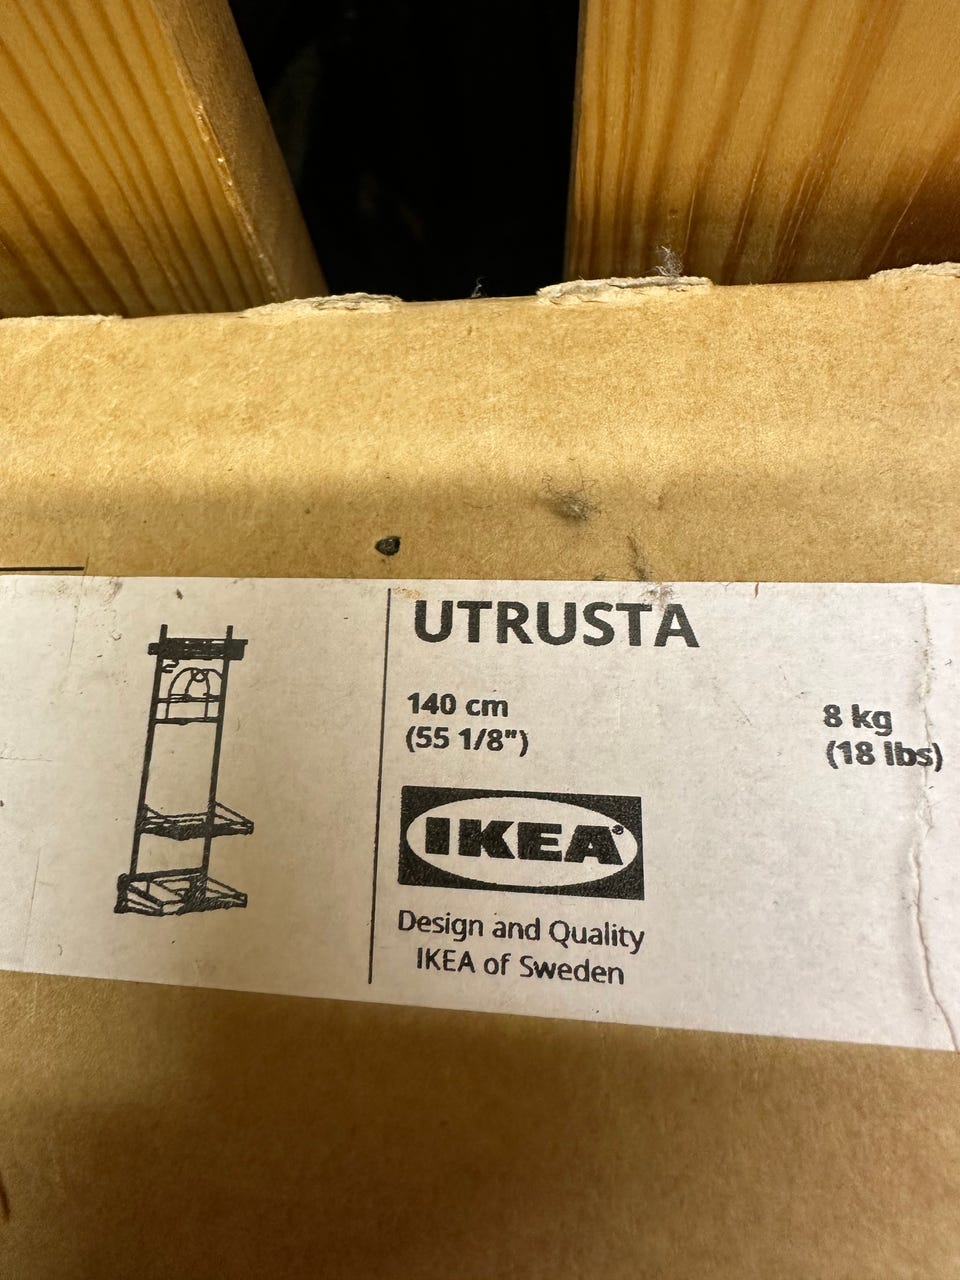 UTRUSTA
140 cm
(55 1/8")
8 kg
(18 lbs)
IKEA®
Design and Quality
IKEA of Sweden